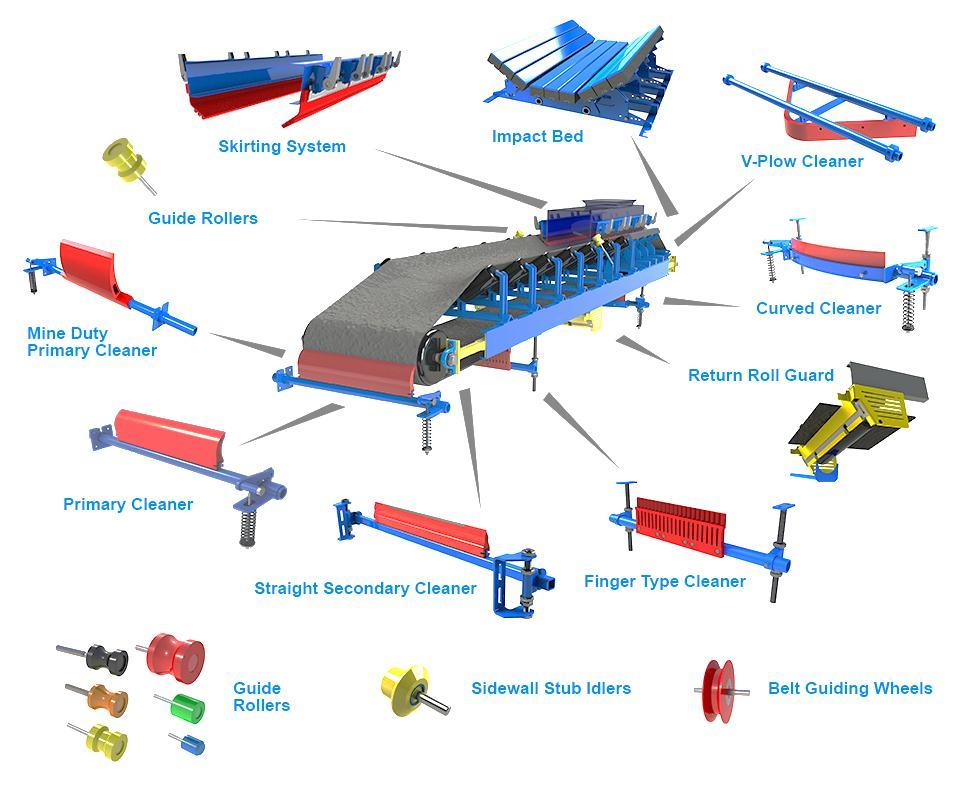 Skirting System
Impact Bed
V-Plow Cleaner
Guide Rollers
Curved Cleaner
Mine Duty
Primary Cleaner
Return Roll Guard
Primary Cleaner
Straight Secondary Cleaner
Finger Type Cleaner
Guide
Rollers
Sidewall Stub Idlers
Belt Guiding Wheels